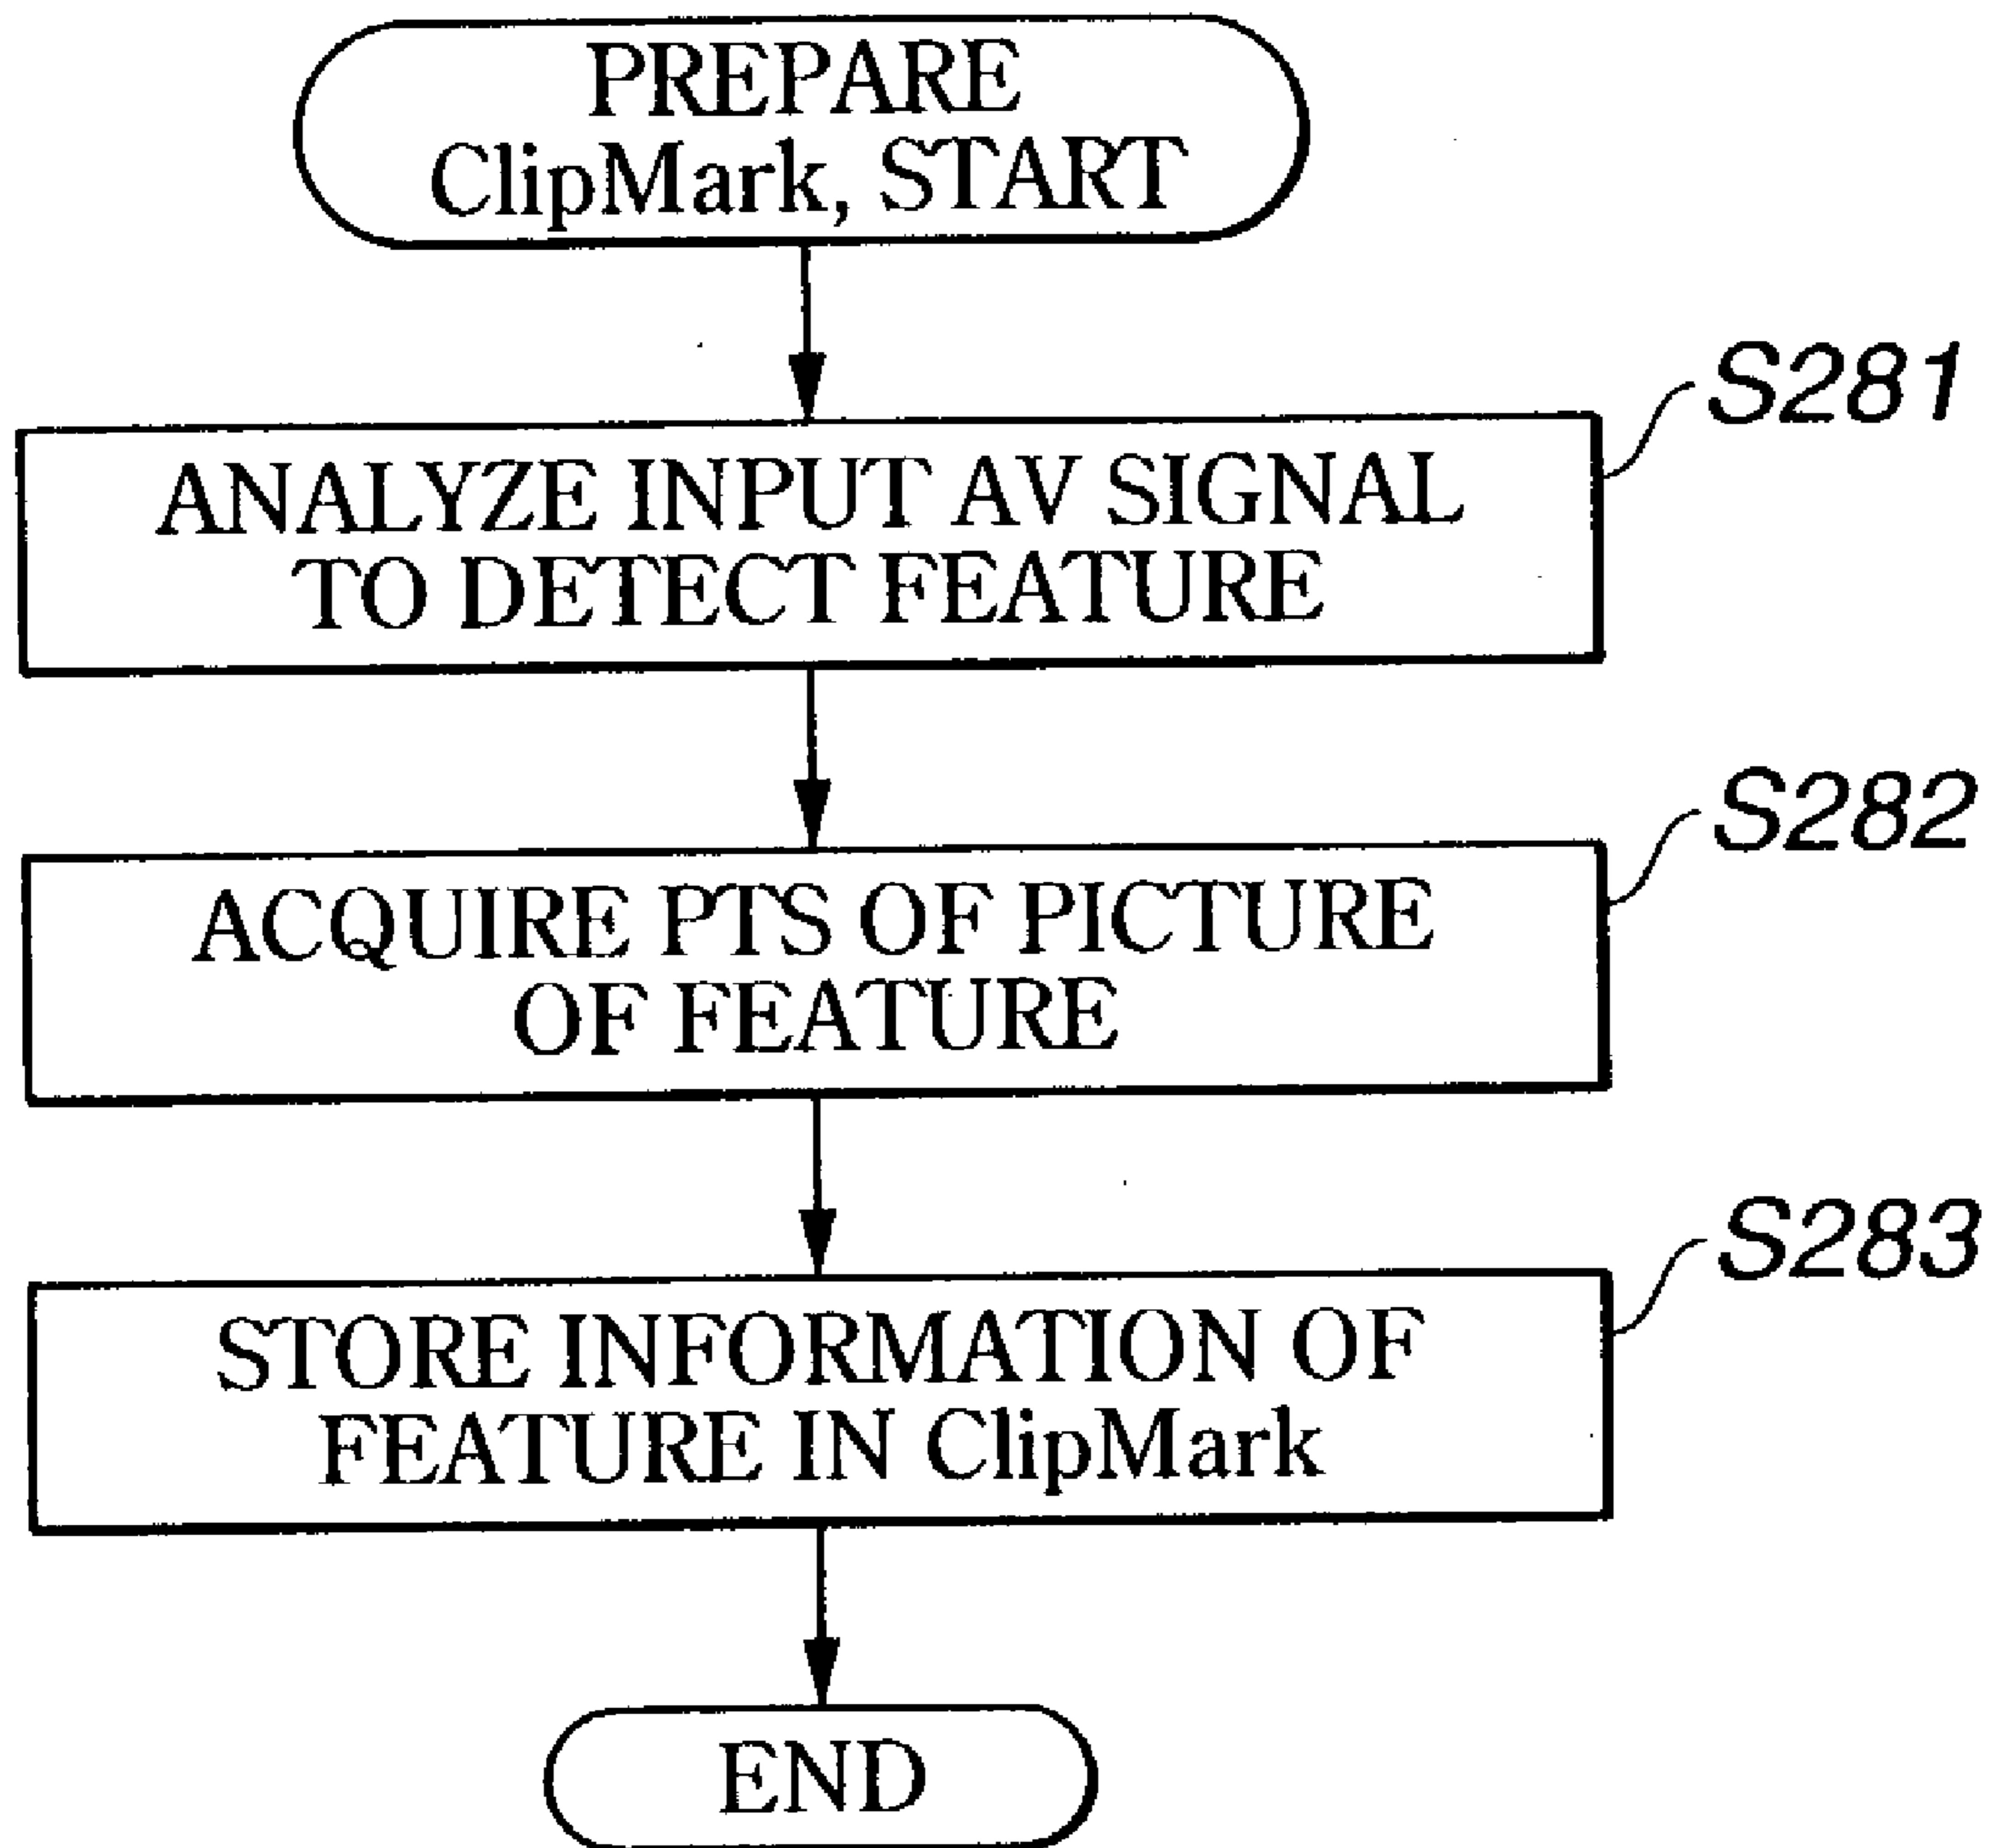 PREPARE
ClipMark, START
S281
ANALYZE INPUT AV SIGNAL
TO DETECT FEATURE
S282
ACQUIRE PTS OF PICTURE
OF FEATURE
S283
STORE INFORMATION OF
FEATURE IN ClipMark
END